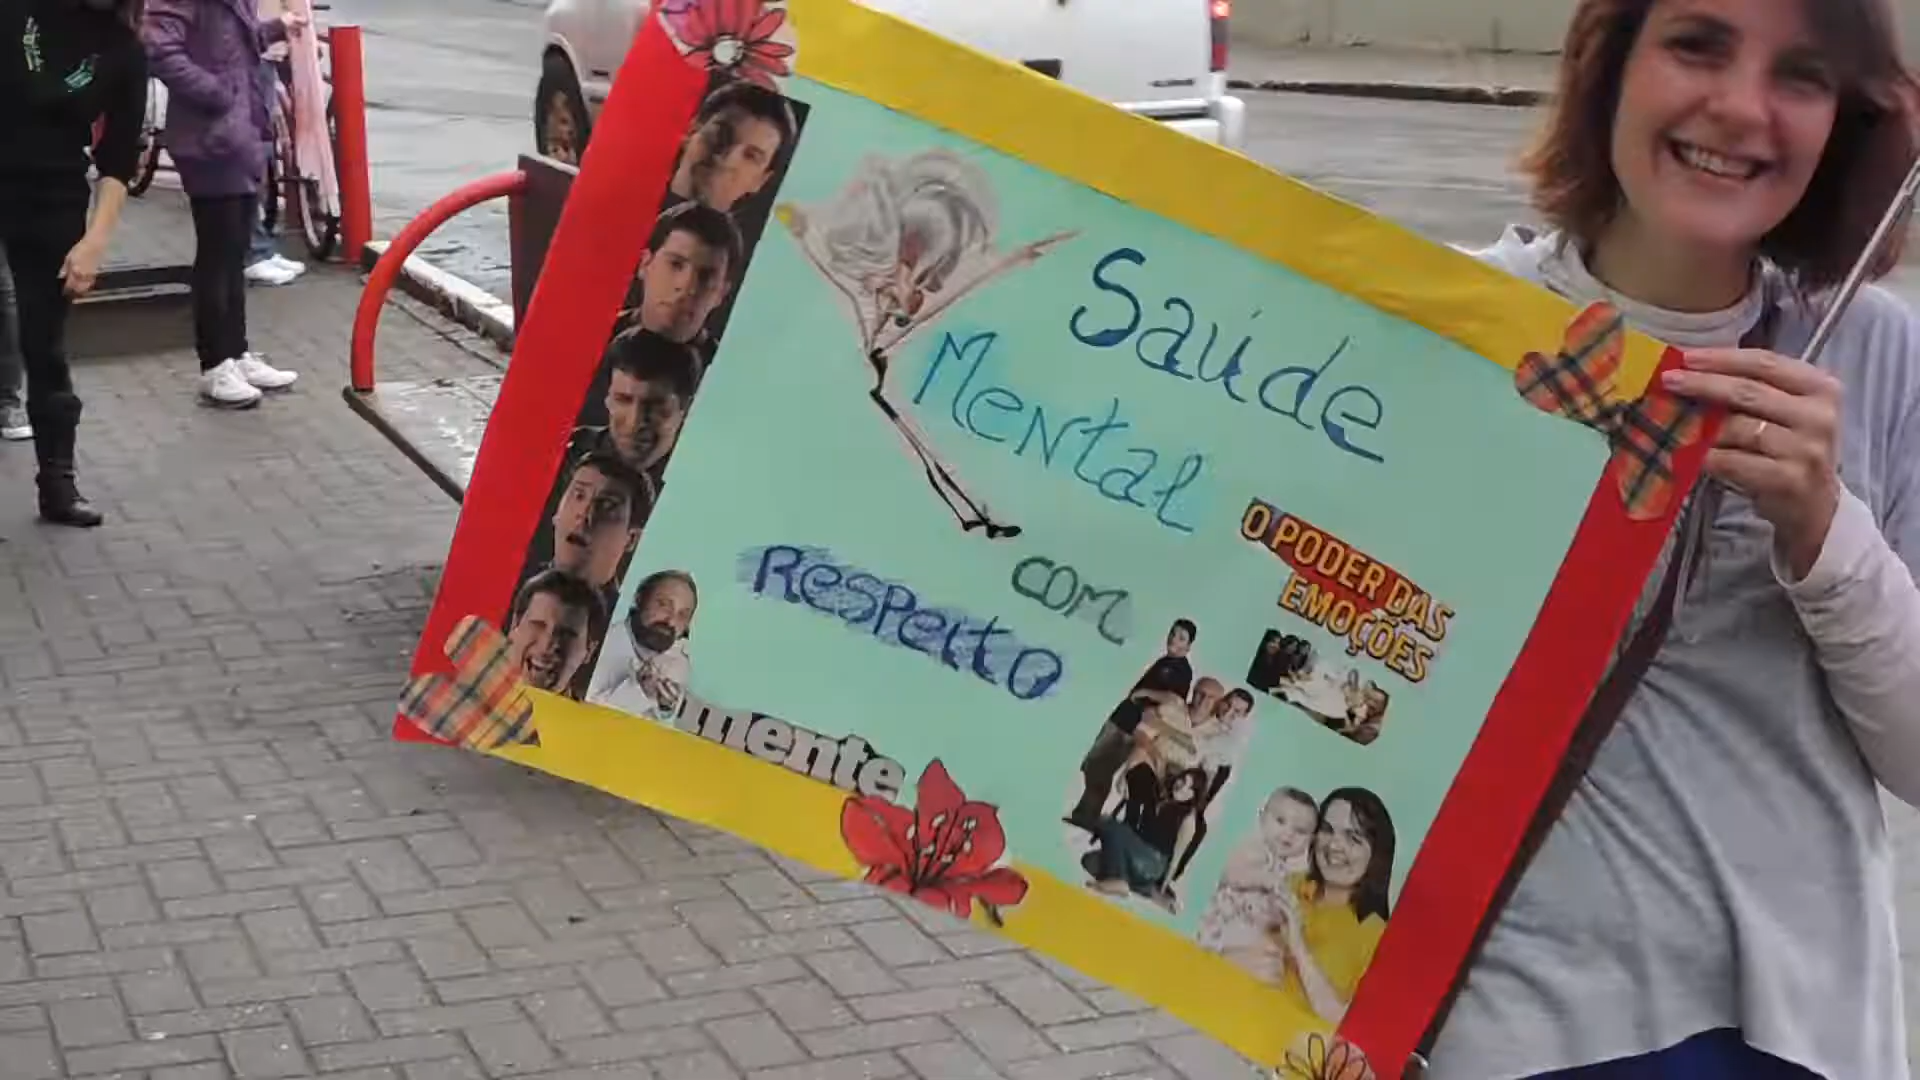 Saúde
Mental
com
Respeito
O PODER DAS
EMOÇÕES
mente